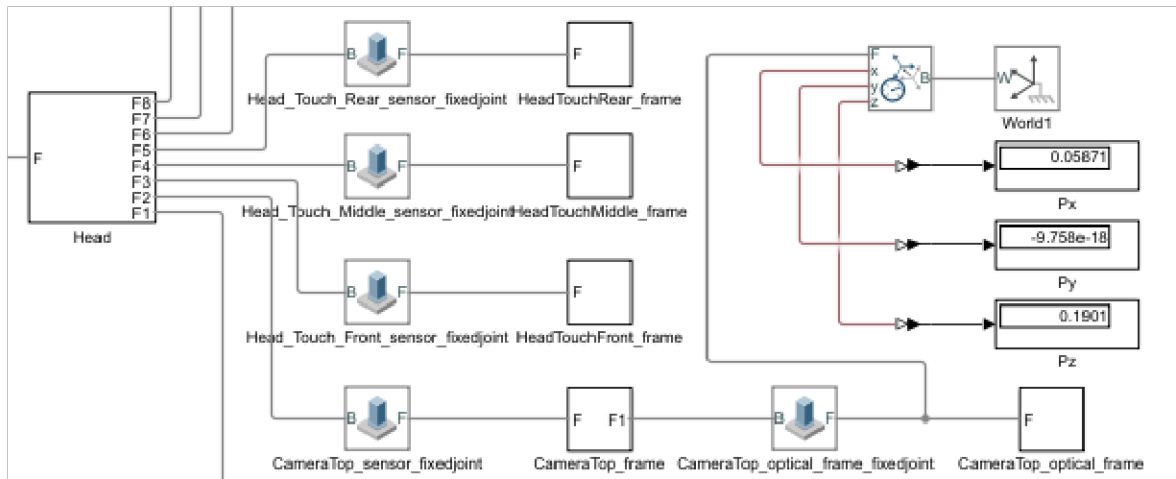 B F
Head_Touch_Rear_sensor_fixedjoint
F
HeadTouchRear_frame
F
x
y
z
B
W
World1
F
F8
F7
F6
F5
F4
F3
F2
F1
Head
B F
Head_Touch_Middle_sensor_fixedjoint
F
HeadTouchMiddle_frame
0.05871
Px
-9.758e-18
Py
B F
Head_Touch_Front_sensor_fixedjoint
F
HeadTouchFront_frame
0.1901
Pz
B F
CameraTop_sensor_fixedjoint
F F1
CameraTop_frame
B F
CameraTop_optical_frame_fixedjoint
F
CameraTop_optical_frame